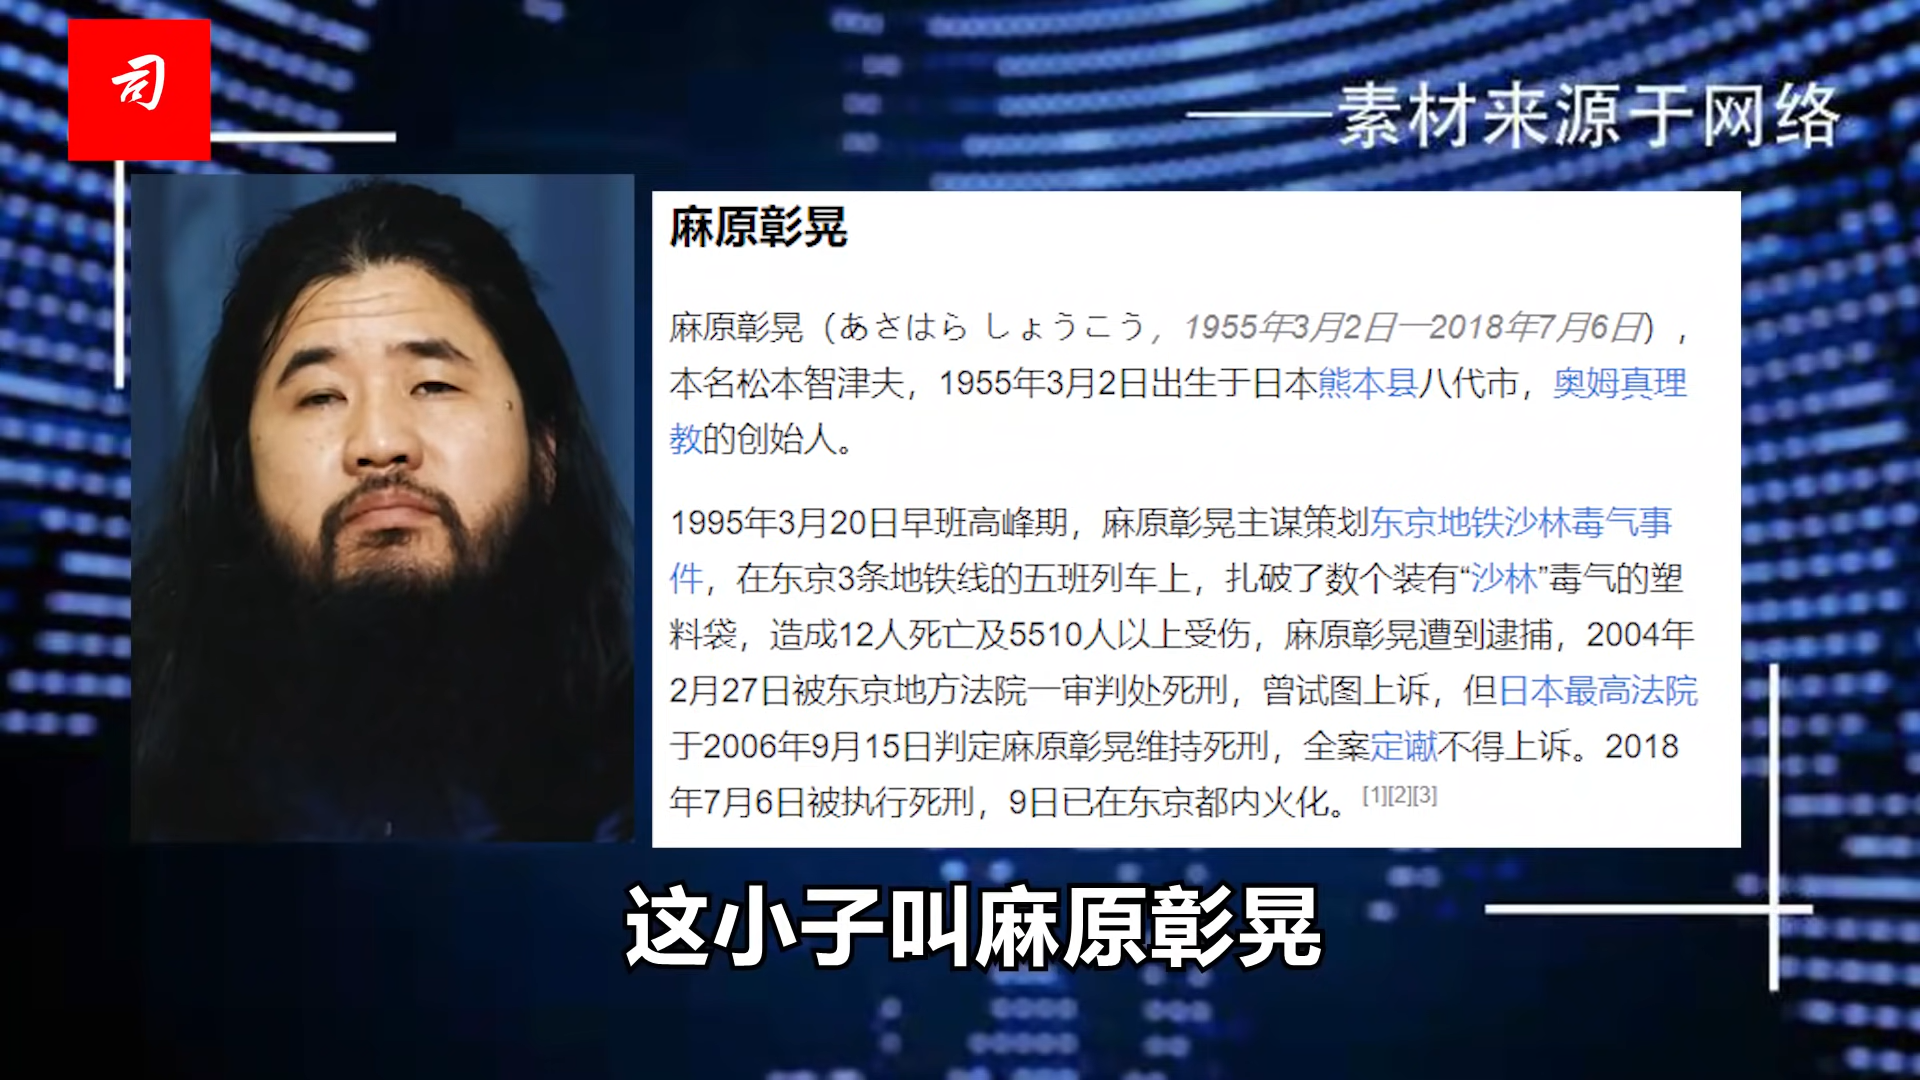 司
——素材来源于网络
麻原彰晃
麻原彰晃（あさはら しょうこう，1955年3月2日—2018年7月6日），
本名松本智津夫，1955年3月2日出生于日本熊本县八代市，奥姆真理
教的创始人。
1995年3月20日早班高峰期，麻原彰晃主谋策划东京地铁沙林毒气事
件，在东京3条地铁线的五班列车上，扎破了数个装有“沙林”毒气的塑
料袋，造成12人死亡及5510人以上受伤，麻原彰晃遭到逮捕，2004年
2月27日被东京地方法院一审判处死刑，曾试图上诉，但日本最高法院
于2006年9月15日判定麻原彰晃维持死刑，全案定谳不得上诉。2018
年7月6日被执行死刑，9日已在东京都内火化。[1][2][3]
这小子叫麻原彰晃